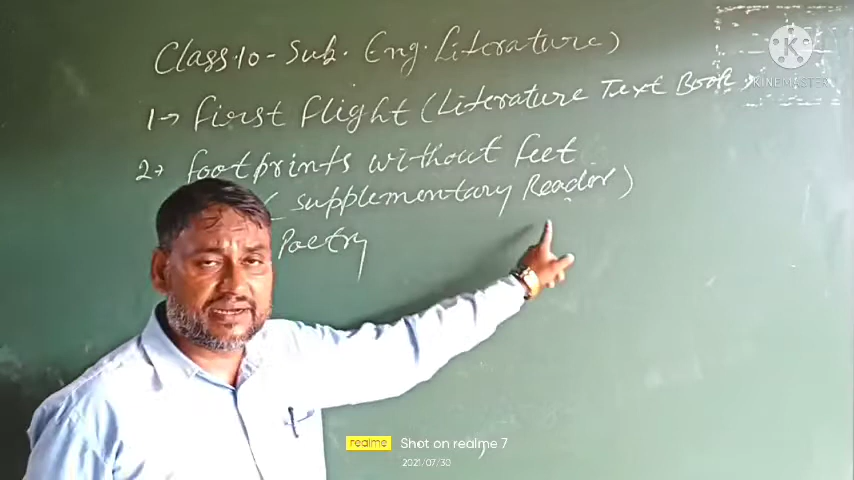 Class.10 - Sub. Eng. Literature)
1→ First flight (Literature Text Book.
2→ footprints without feet
( supplementary Reader )
Poetry
K
KINEMASTER
realme Shot on realme 7
2021/07/30